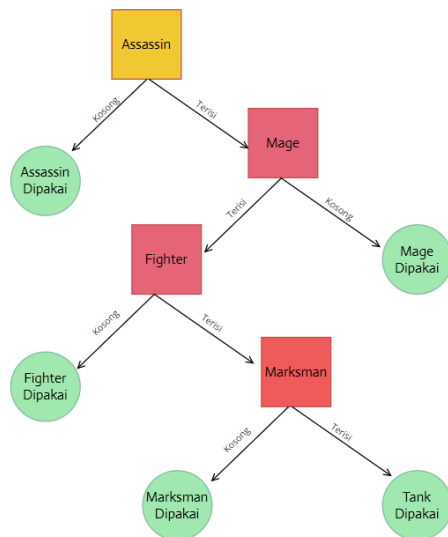 Assassin
Kosong
Terisi
Mage
Assassin
Dipakai
Terisi
Kosong
Fighter
Mage
Dipakai
Kosong
Terisi
Fighter
Dipakai
Marksman
Kosong
Terisi
Marksman
Dipakai
Tank
Dipakai